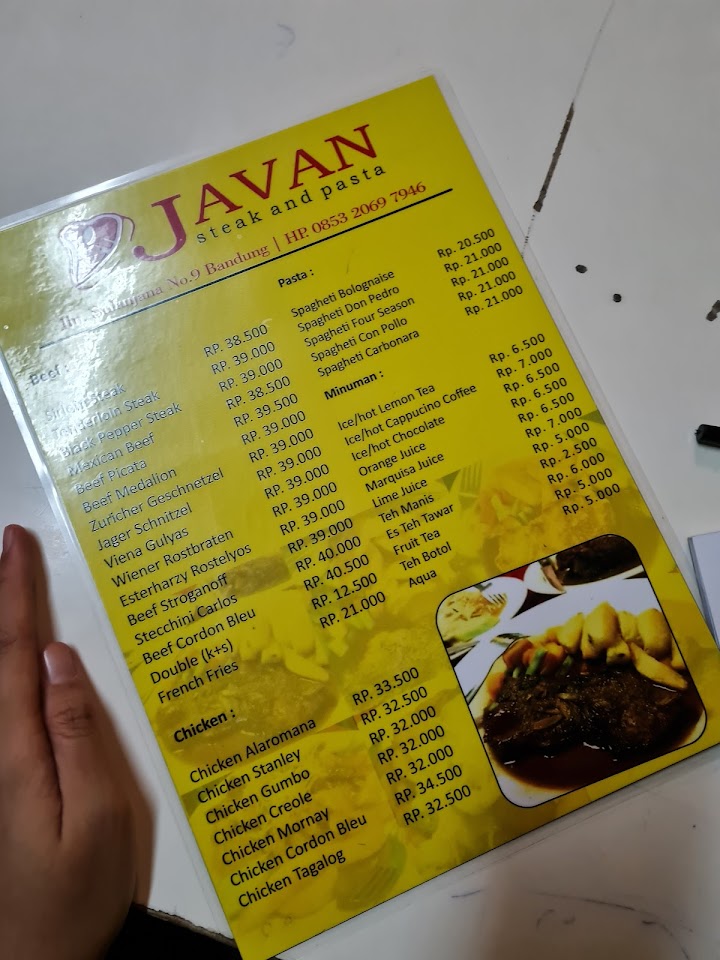 JAVAN
steak and pasta
No.9 Bandung | HP. 0853 2069 7946
Beef :
Sirloin Steak RP. 38.500
Tenderloin Steak RP. 39.000
Black Pepper Steak RP. 39.000
Mexican Beef RP. 38.500
Beef Picata RP. 39.500
Beef Medalion RP. 39.000
Zuricher Geschnetzel RP. 39.000
Jager Schnitzel RP. 39.000
Viena Gulyas RP. 39.000
Wiener Rostbraten RP. 39.000
Esterharzy Rostelyos RP. 39.000
Beef Stroganoff RP. 39.000
Stecchini Carlos RP. 40.000
Beef Cordon Bleu RP. 40.500
Double (k+s) RP. 12.500
French Fries RP. 21.000
Chicken :
Chicken Alaromana RP. 33.500
Chicken Stanley RP. 32.500
Chicken Gumbo RP. 32.000
Chicken Creole RP. 32.000
Chicken Mornay RP. 32.000
Chicken Cordon Bleu RP. 34.500
Chicken Tagalog RP. 32.500
Pasta :
Spagheti Bolognaise Rp. 20.500
Spagheti Don Pedro Rp. 21.000
Spagheti Four Season Rp. 21.000
Spagheti Con Pollo Rp. 21.000
Spagheti Carbonara Rp. 21.000
Minuman :
Ice/hot Lemon Tea Rp. 6.500
Ice/hot Cappucino Coffee Rp. 7.000
Ice/hot Chocolate Rp. 6.500
Orange Juice Rp. 6.500
Marquisa Juice Rp. 6.500
Lime Juice Rp. 7.000
Teh Manis Rp. 5.000
Es Teh Tawar Rp. 2.500
Fruit Tea Rp. 6.000
Teh Botol Rp. 5.000
Aqua Rp. 5.000